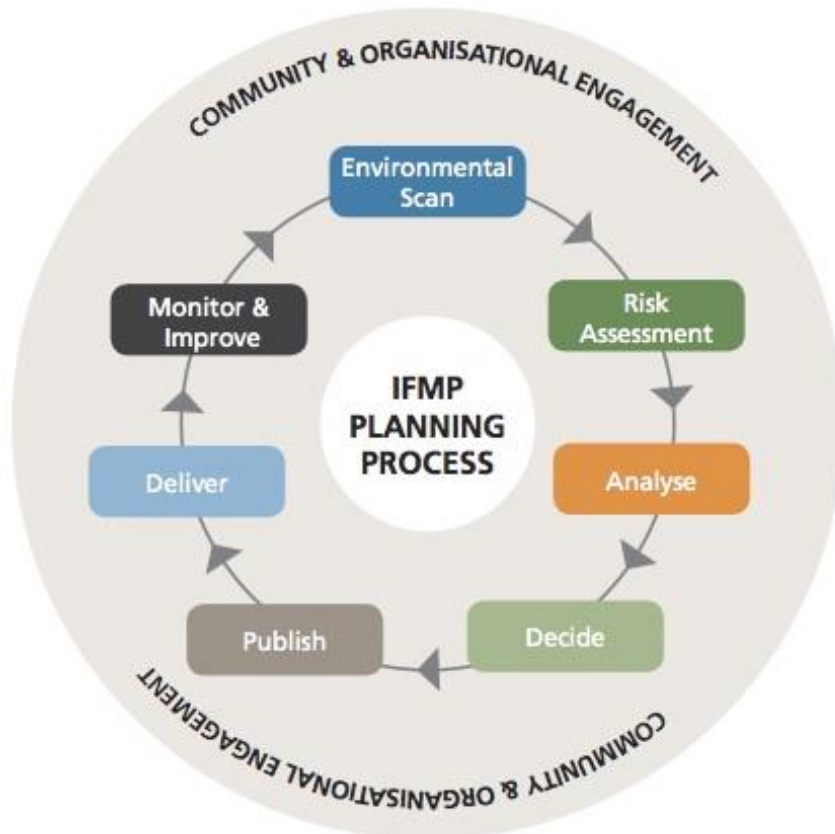 COMMUNITY & ORGANISATIONAL ENGAGEMENT
Environmental
Scan
Risk
Assessment
Analyse
Decide
Publish
Deliver
Monitor &
Improve
IFMP
PLANNING
PROCESS
COMMUNITY & ORGANISATIONAL ENGAGEMENT